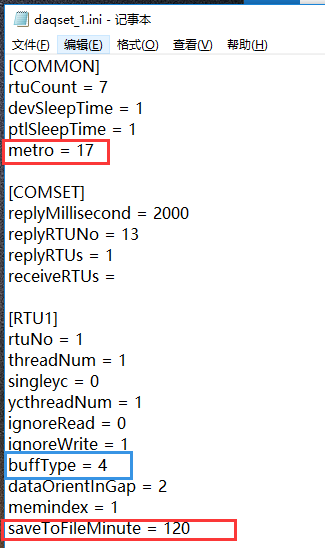 daqset_1.ini - 记事本
文件(F) 编辑(E) 格式(O) 查看(V) 帮助(H)
[COMMON]
rtuCount = 7
devSleepTime = 1
ptlSleepTime = 1
metro = 17
[COMSET]
replyMillisecond = 2000
replyRTUNo = 13
replyRTUs = 1
receiveRTUs =
[RTU1]
rtuNo = 1
threadNum = 1
singleyc = 0
ycthreadNum = 1
ignoreRead = 0
ignoreWrite = 1
buffType = 4
dataOrientInGap = 2
memindex = 1
saveToFileMinute = 120